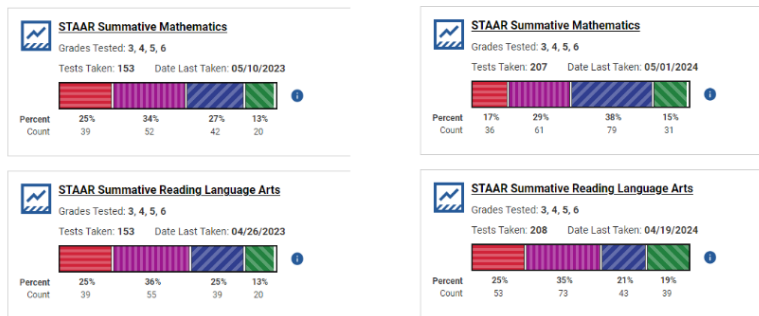 STAAR Summative Mathematics
Grades Tested: 3, 4, 5, 6
Tests Taken: 153 Date Last Taken: 05/10/2023
Percent 25% 34% 27% 13%
Count 39 52 42 20
STAAR Summative Mathematics
Grades Tested: 3, 4, 5, 6
Tests Taken: 207 Date Last Taken: 05/01/2024
Percent 17% 29% 38% 15%
Count 36 61 79 31
STAAR Summative Reading Language Arts
Grades Tested: 3, 4, 5, 6
Tests Taken: 153 Date Last Taken: 04/26/2023
Percent 25% 36% 25% 13%
Count 39 55 39 20
STAAR Summative Reading Language Arts
Grades Tested: 3, 4, 5, 6
Tests Taken: 208 Date Last Taken: 04/19/2024
Percent 25% 35% 21% 19%
Count 53 73 43 39